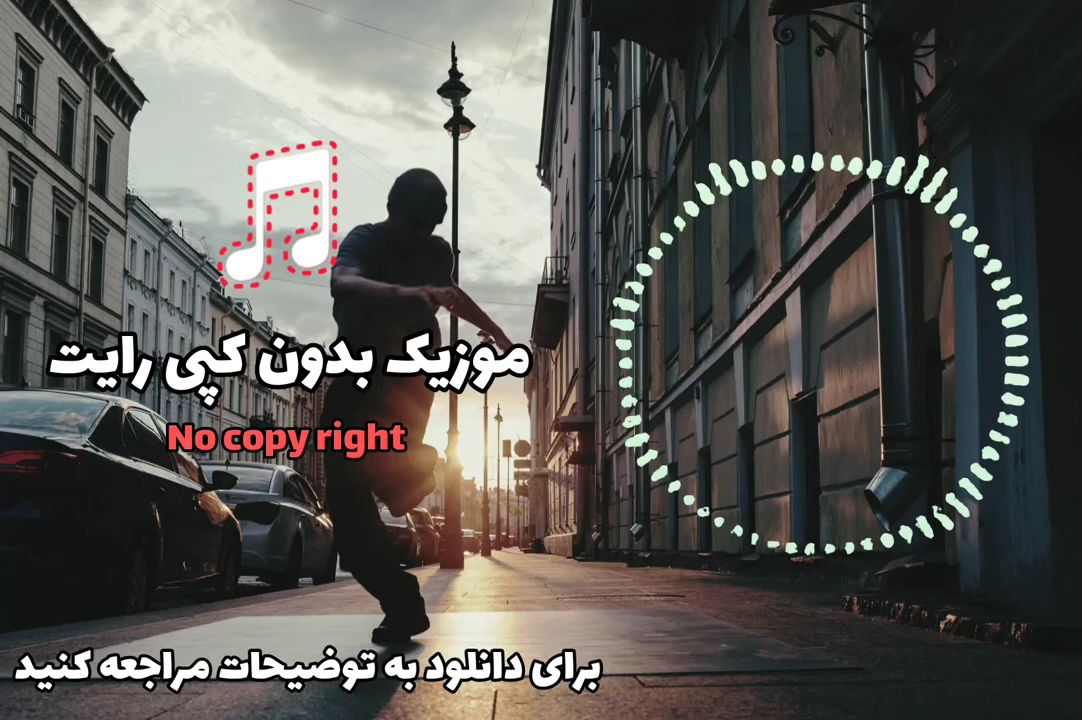 موزیک بدون کپی رایت
No copy right
برای دانلود به توضیحات مراجعه کنید